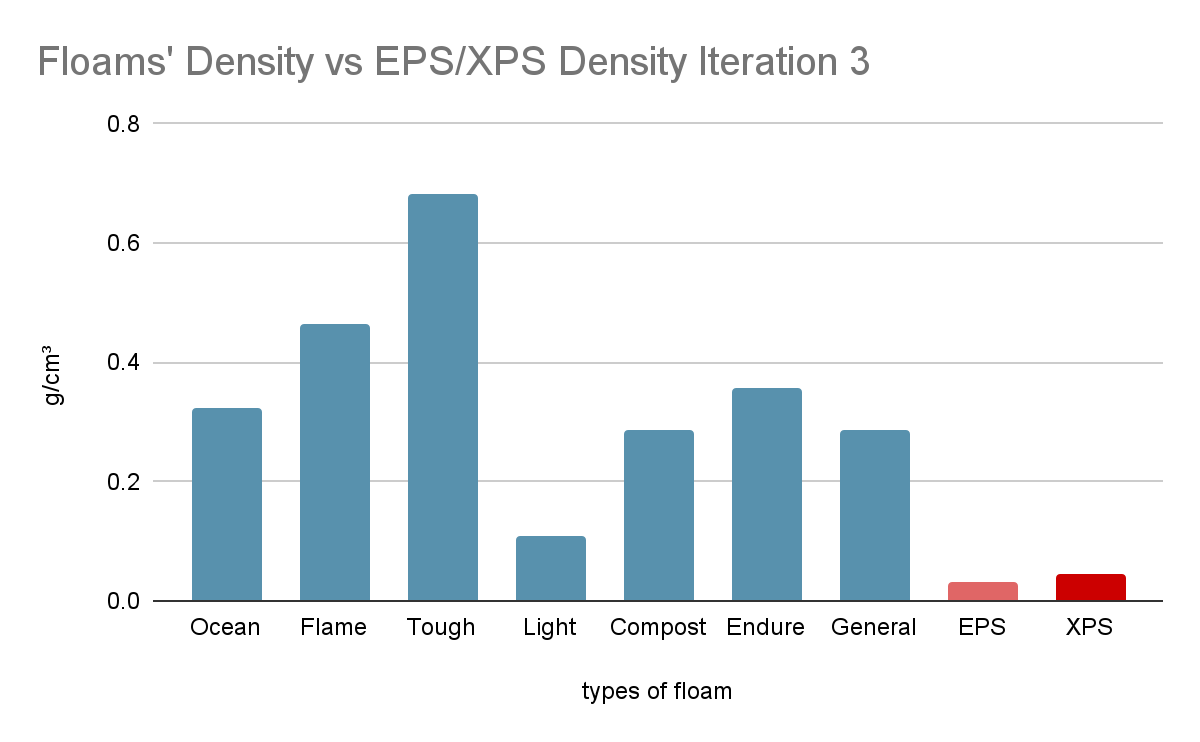 Floams' Density vs EPS/XPS Density Iteration 3
0.8
0.6
0.4
0.2
0.0
g/cm³
Ocean Flame Tough Light Compost Endure General EPS XPS
types of floam